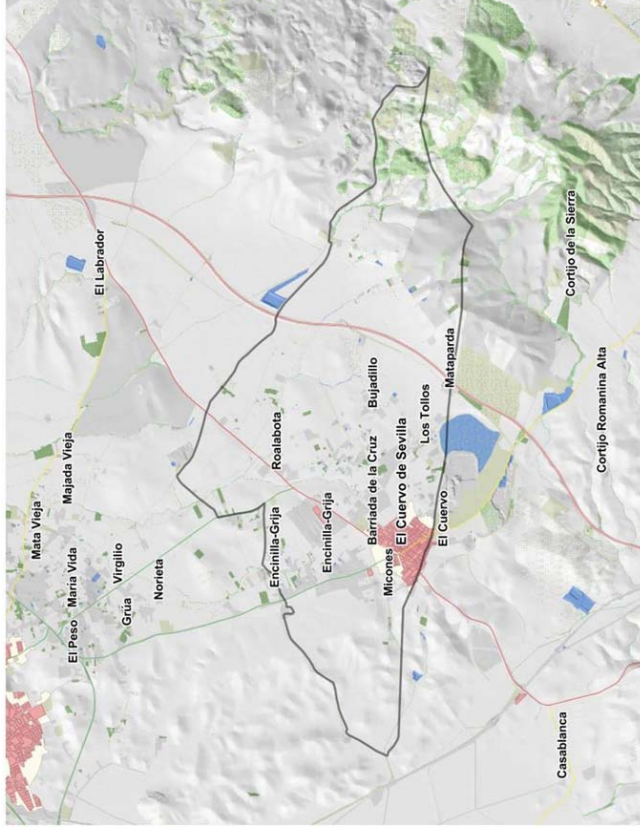 Mata Vieja
Majada Vieja
El Labrador
El Peso
María Vida
Virgilio
Grúa
Norieta
Encinilla-Grija
Roalabota
Encinilla-Grija
Micones
Barriada de la Cruz
Bujadillo
El Cuervo de Sevilla
Los Tollos
El Cuervo
Mataparda
Casablanca
Cortijo de la Sierra
Cortijo Romanina Alta